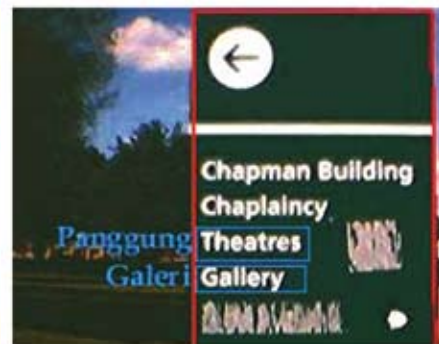 Chapman Building
Chaplaincy
Panggung Theatres
Galeri Gallery